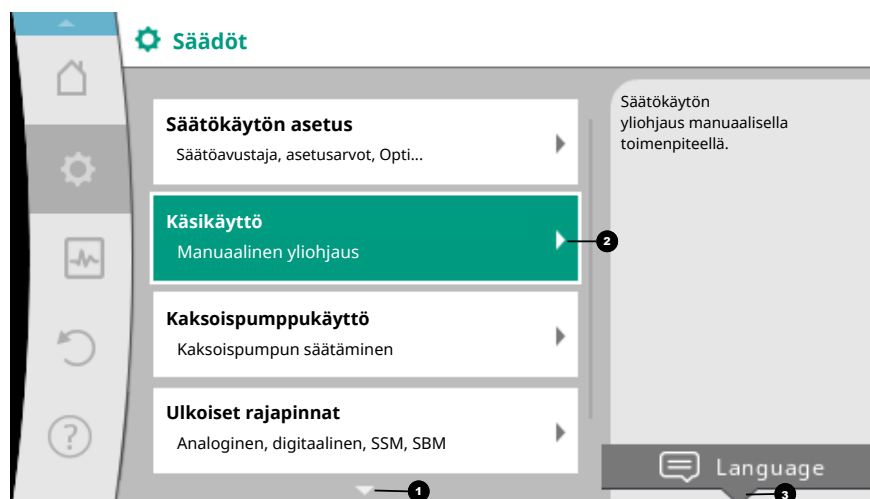 Säädöt
Säätökäytön asetus
Säätöavustaja, asetusarvot, Opti...
Käsikäyttö
Manuaalinen yliohjaus
Kaksoispumppukäyttö
Kaksoispumpun säätäminen
Ulkoiset rajapinnat
Analoginen, digitaalinen, SSM, SBM
Säätökäytön
yliohjaus manuaalisella
toimenpiteellä.
Language
?
1
2
3